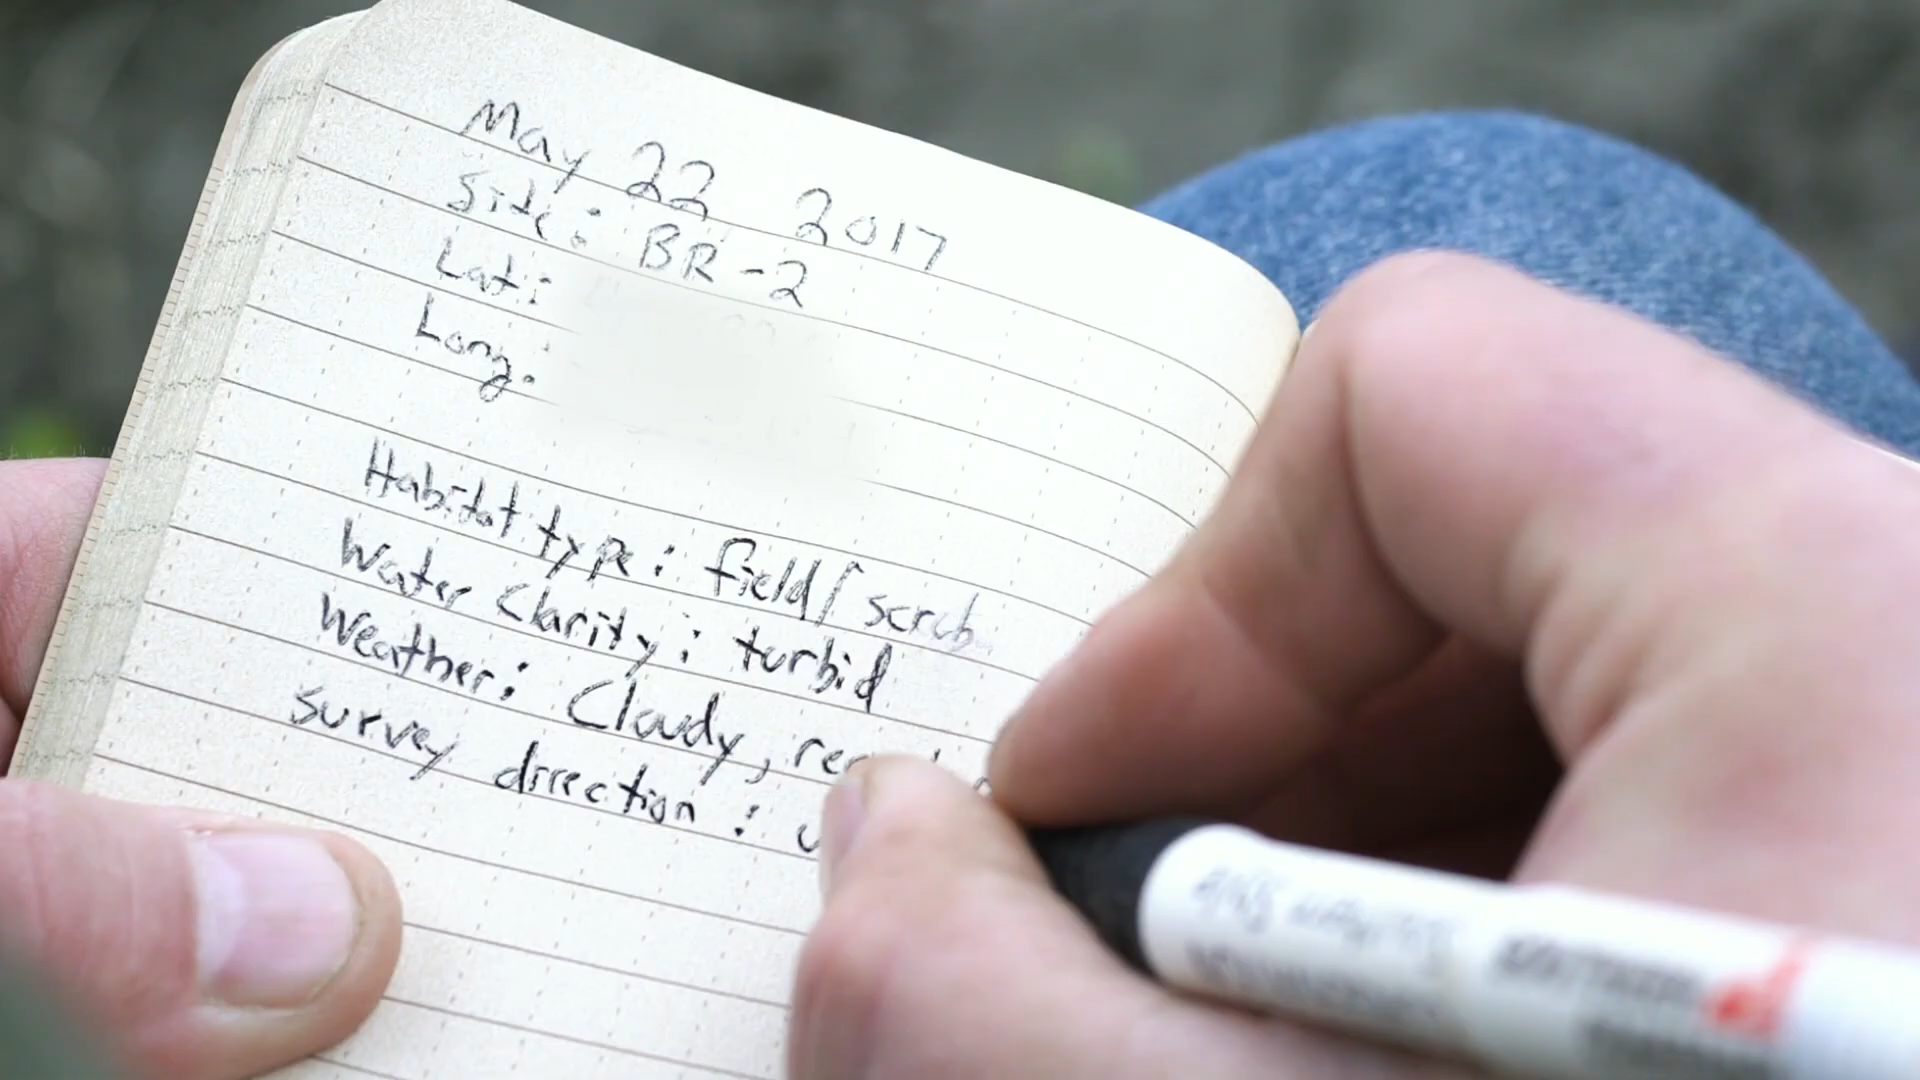 May 22 2017
Site: BR-2
Lat:
Long:
Habitat type: field/scrub
Water Clarity: turbid
Weather: Cloudy,
Survey direction: